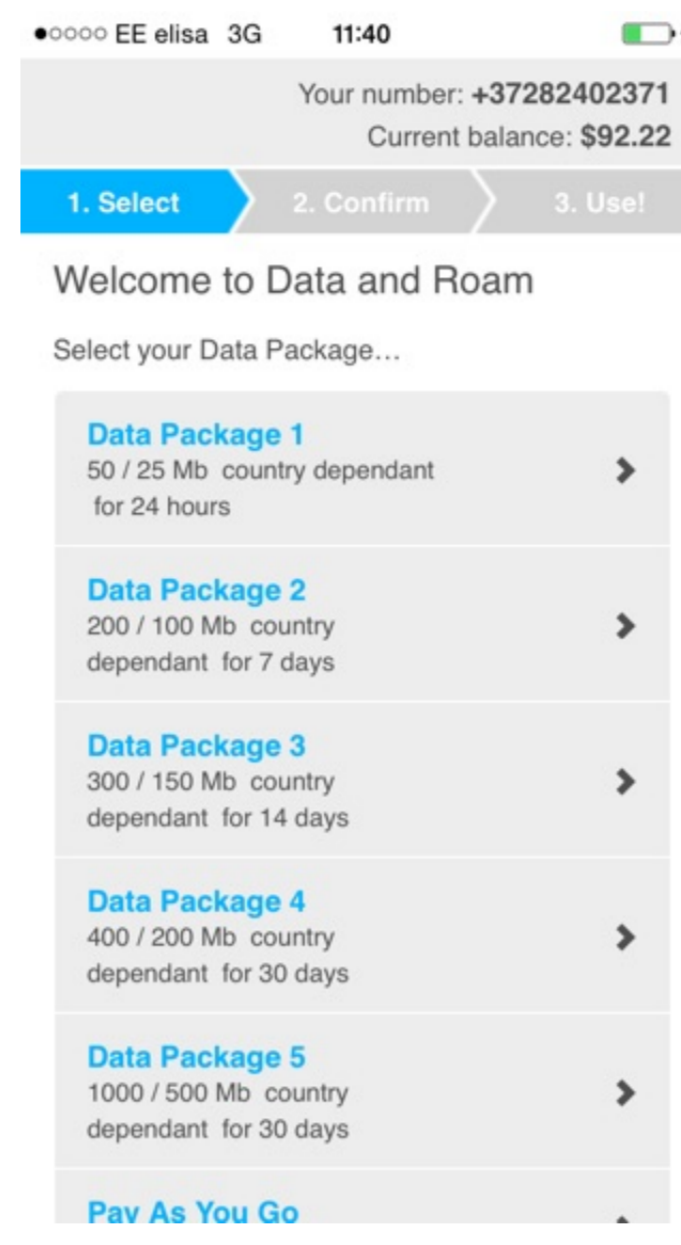 EE elisa 3G 11:40
Your number: +37282402371
Current balance: $92.22
1. Select 2. Confirm 3. Use!
Welcome to Data and Roam
Select your Data Package...
Data Package 1
50 / 25 Mb country dependant
for 24 hours
Data Package 2
200 / 100 Mb country
dependant for 7 days
Data Package 3
300 / 150 Mb country
dependant for 14 days
Data Package 4
400 / 200 Mb country
dependant for 30 days
Data Package 5
1000 / 500 Mb country
dependant for 30 days
Pay As You Go